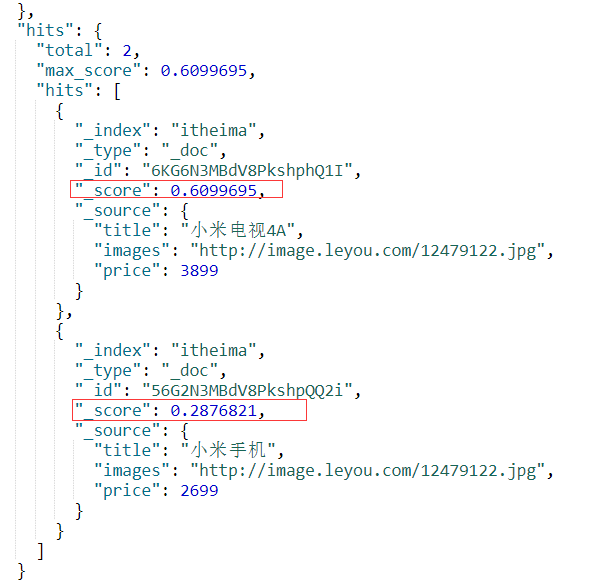 },
"hits": {
"total": 2,
"max_score": 0.6099695,
"hits": [
{
"_index": "itheima",
"_type": "_doc",
"_id": "6KG6N3MBdV8PkshphQ1I",
"_score": 0.6099695,
"_source": {
"title": "小米电视4A",
"images": "http://image.leyou.com/12479122.jpg",
"price": 3899
}
},
{
"_index": "itheima",
"_type": "_doc",
"_id": "56G2N3MBdV8PkshpQQ2i",
"_score": 0.2876821,
"_source": {
"title": "小米手机",
"images": "http://image.leyou.com/12479122.jpg",
"price": 2699
}
}
]
}